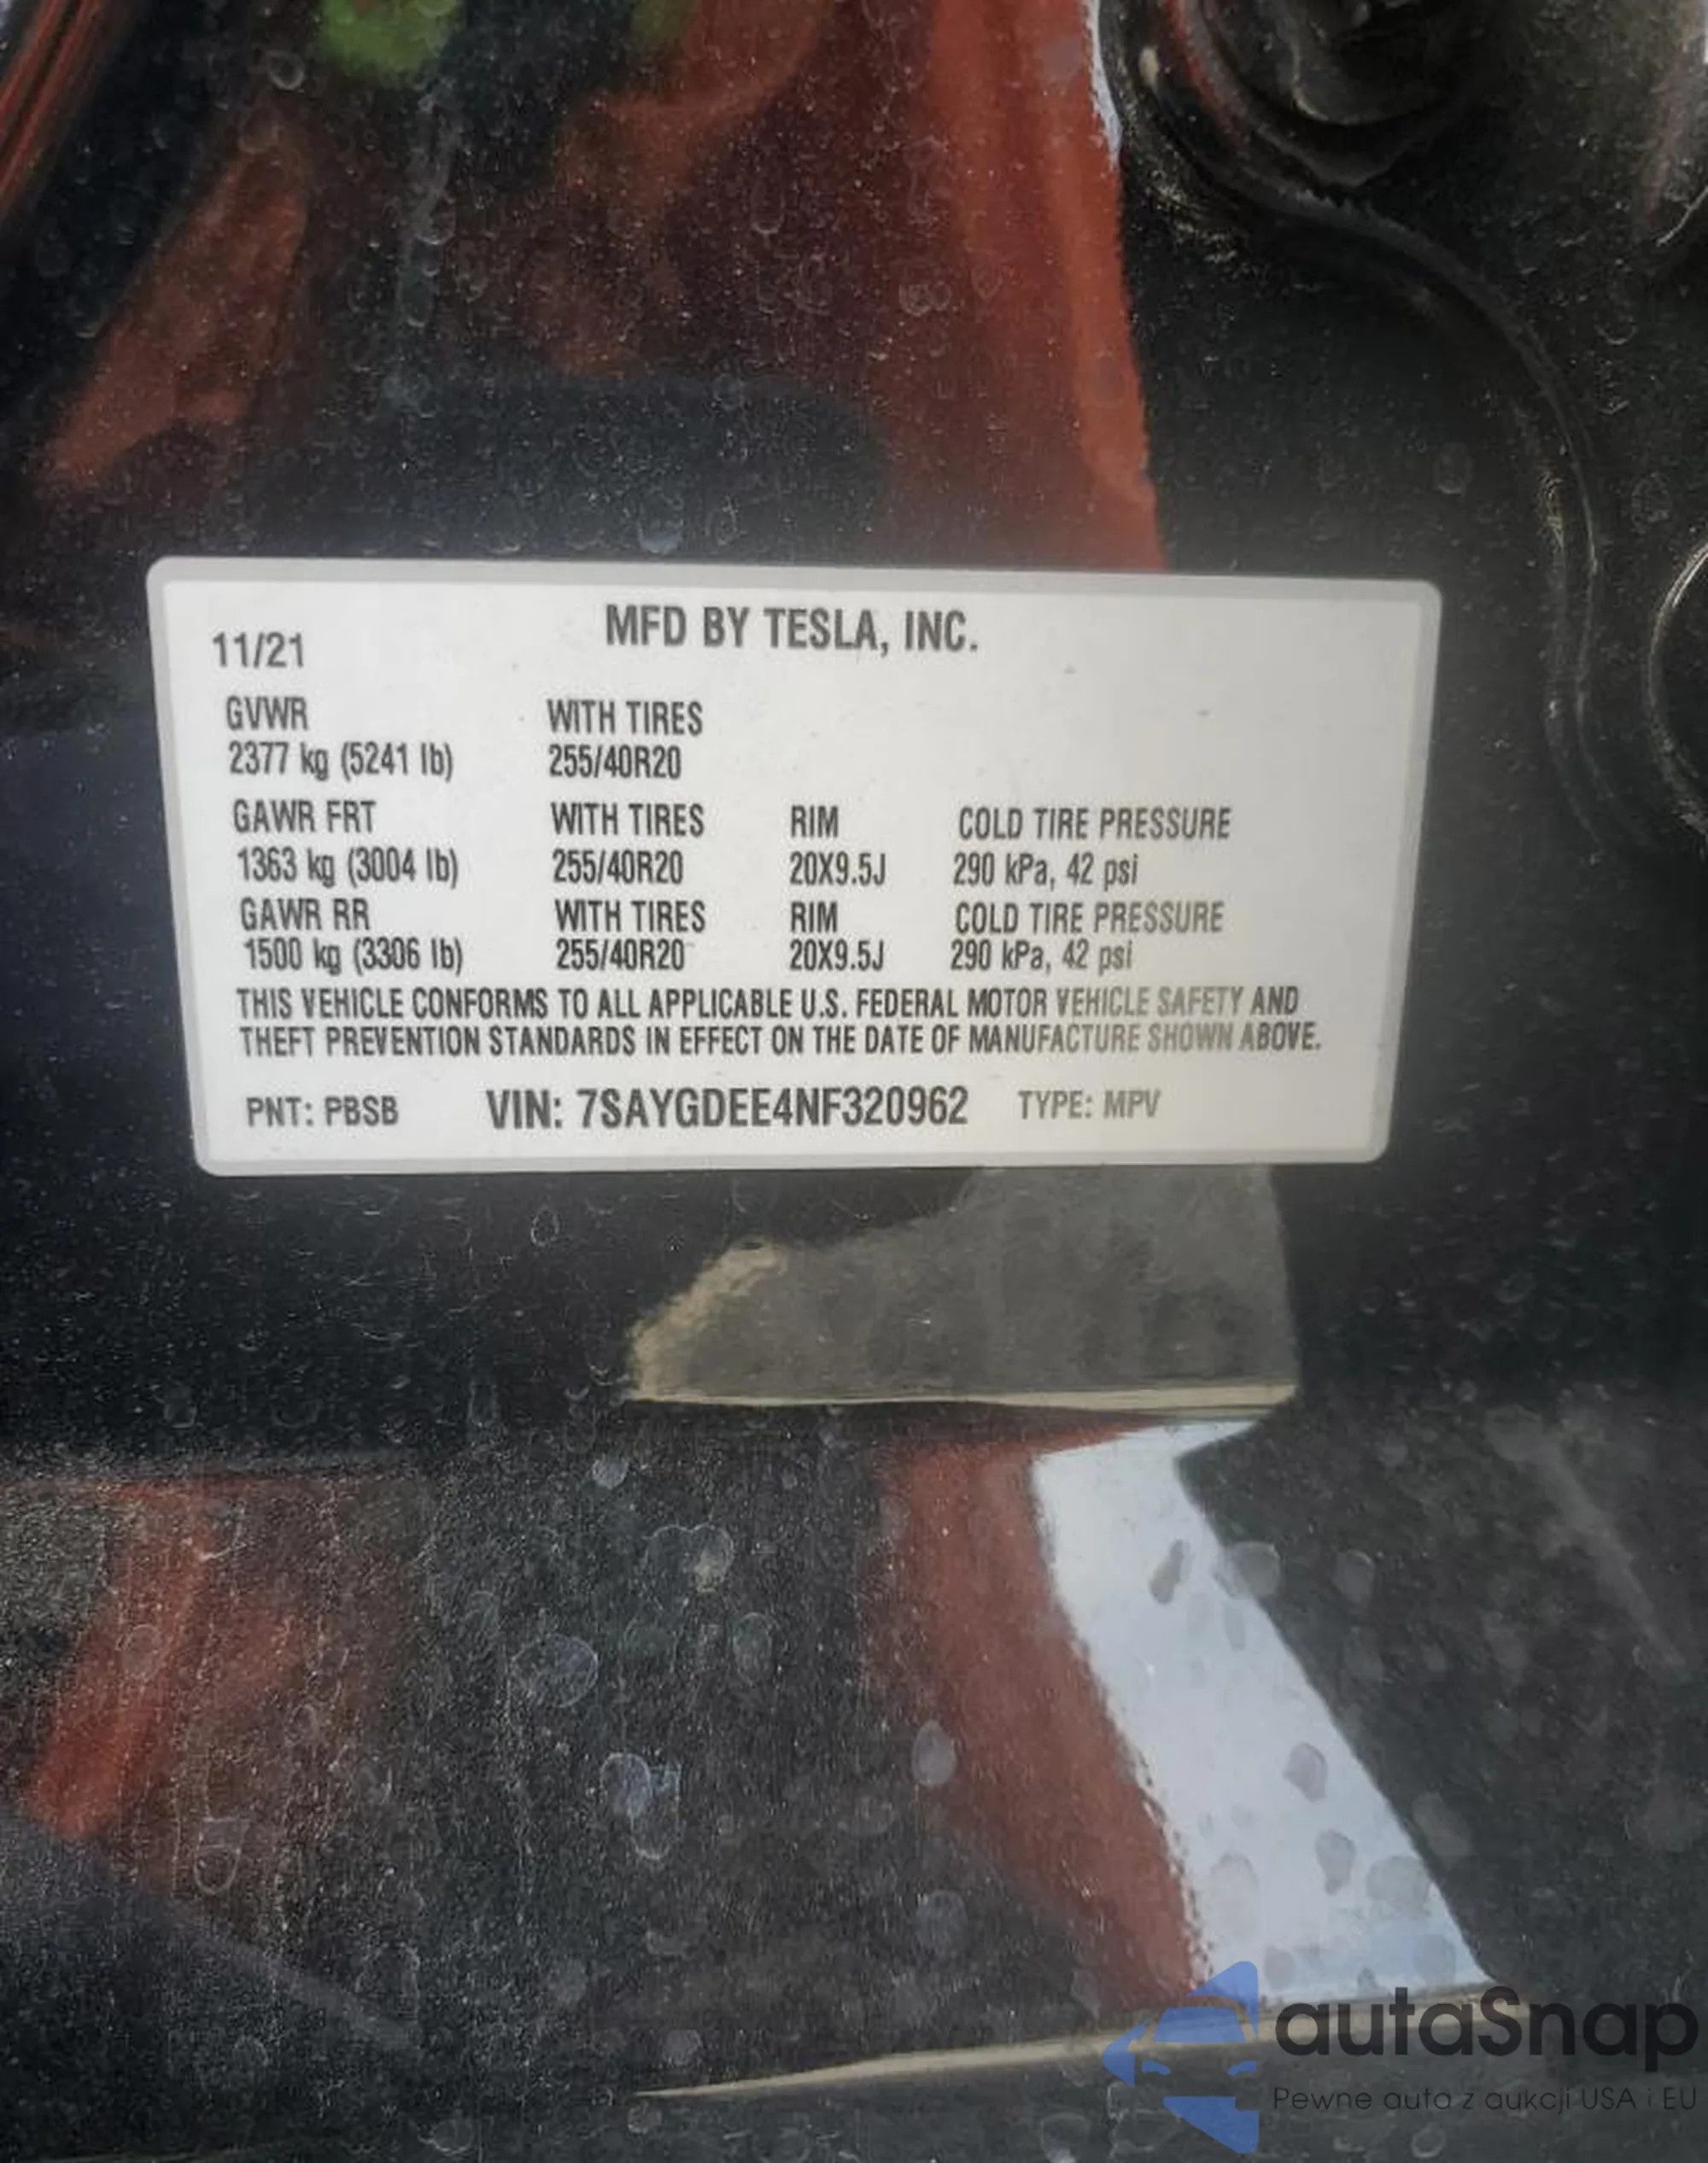 MFD BY TESLA, INC.
11/21
GVWR WITH TIRES
2377 kg (5241 lb) 255/40R20
GAWR FRT WITH TIRES RIM COLD TIRE PRESSURE
1363 kg (3004 lb) 255/40R20 20X9.5J 290 kPa, 42 psi
GAWR RR WITH TIRES RIM COLD TIRE PRESSURE
1500 kg (3306 lb) 255/40R20 20X9.5J 290 kPa, 42 psi
THIS VEHICLE CONFORMS TO ALL APPLICABLE U.S. FEDERAL MOTOR VEHICLE SAFETY AND
THEFT PREVENTION STANDARDS IN EFFECT ON THE DATE OF MANUFACTURE SHOWN ABOVE.
PNT: PBSB VIN: 7SAYGDEE4NF320962 TYPE: MPV
autaSnap
Pewne auta z aukcji USA i EU